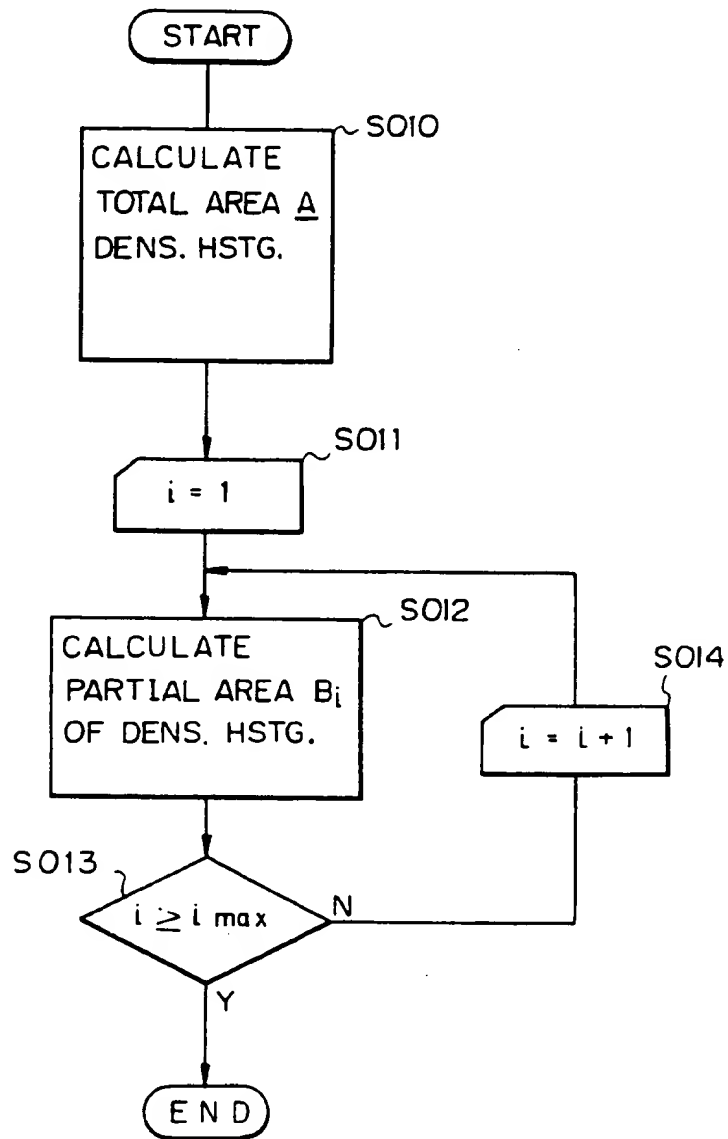 START
S010
CALCULATE
TOTAL AREA A
DENS. HSTG.
S011
i = 1
S012
CALCULATE
PARTIAL AREA Bi
OF DENS. HSTG.
S014
i = i + 1
S013
i ≥ i max
N
Y
END